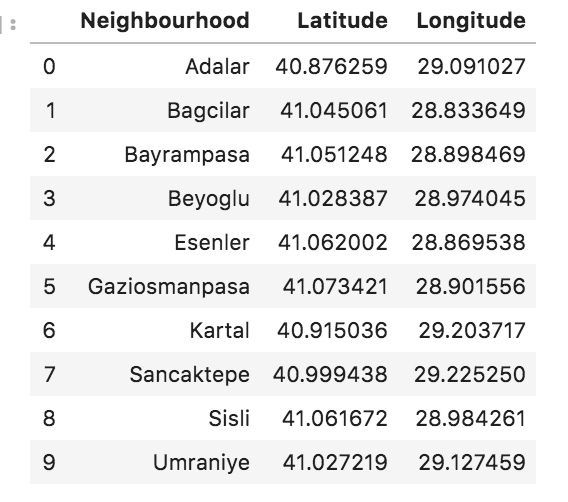 ]:
Neighbourhood Latitude Longitude
0 Adalar 40.876259 29.091027
1 Bagcilar 41.045061 28.833649
2 Bayrampasa 41.051248 28.898469
3 Beyoglu 41.028387 28.974045
4 Esenler 41.062002 28.869538
5 Gaziosmanpasa 41.073421 28.901556
6 Kartal 40.915036 29.203717
7 Sancaktepe 40.999438 29.225250
8 Sisli 41.061672 28.984261
9 Umraniye 41.027219 29.127459